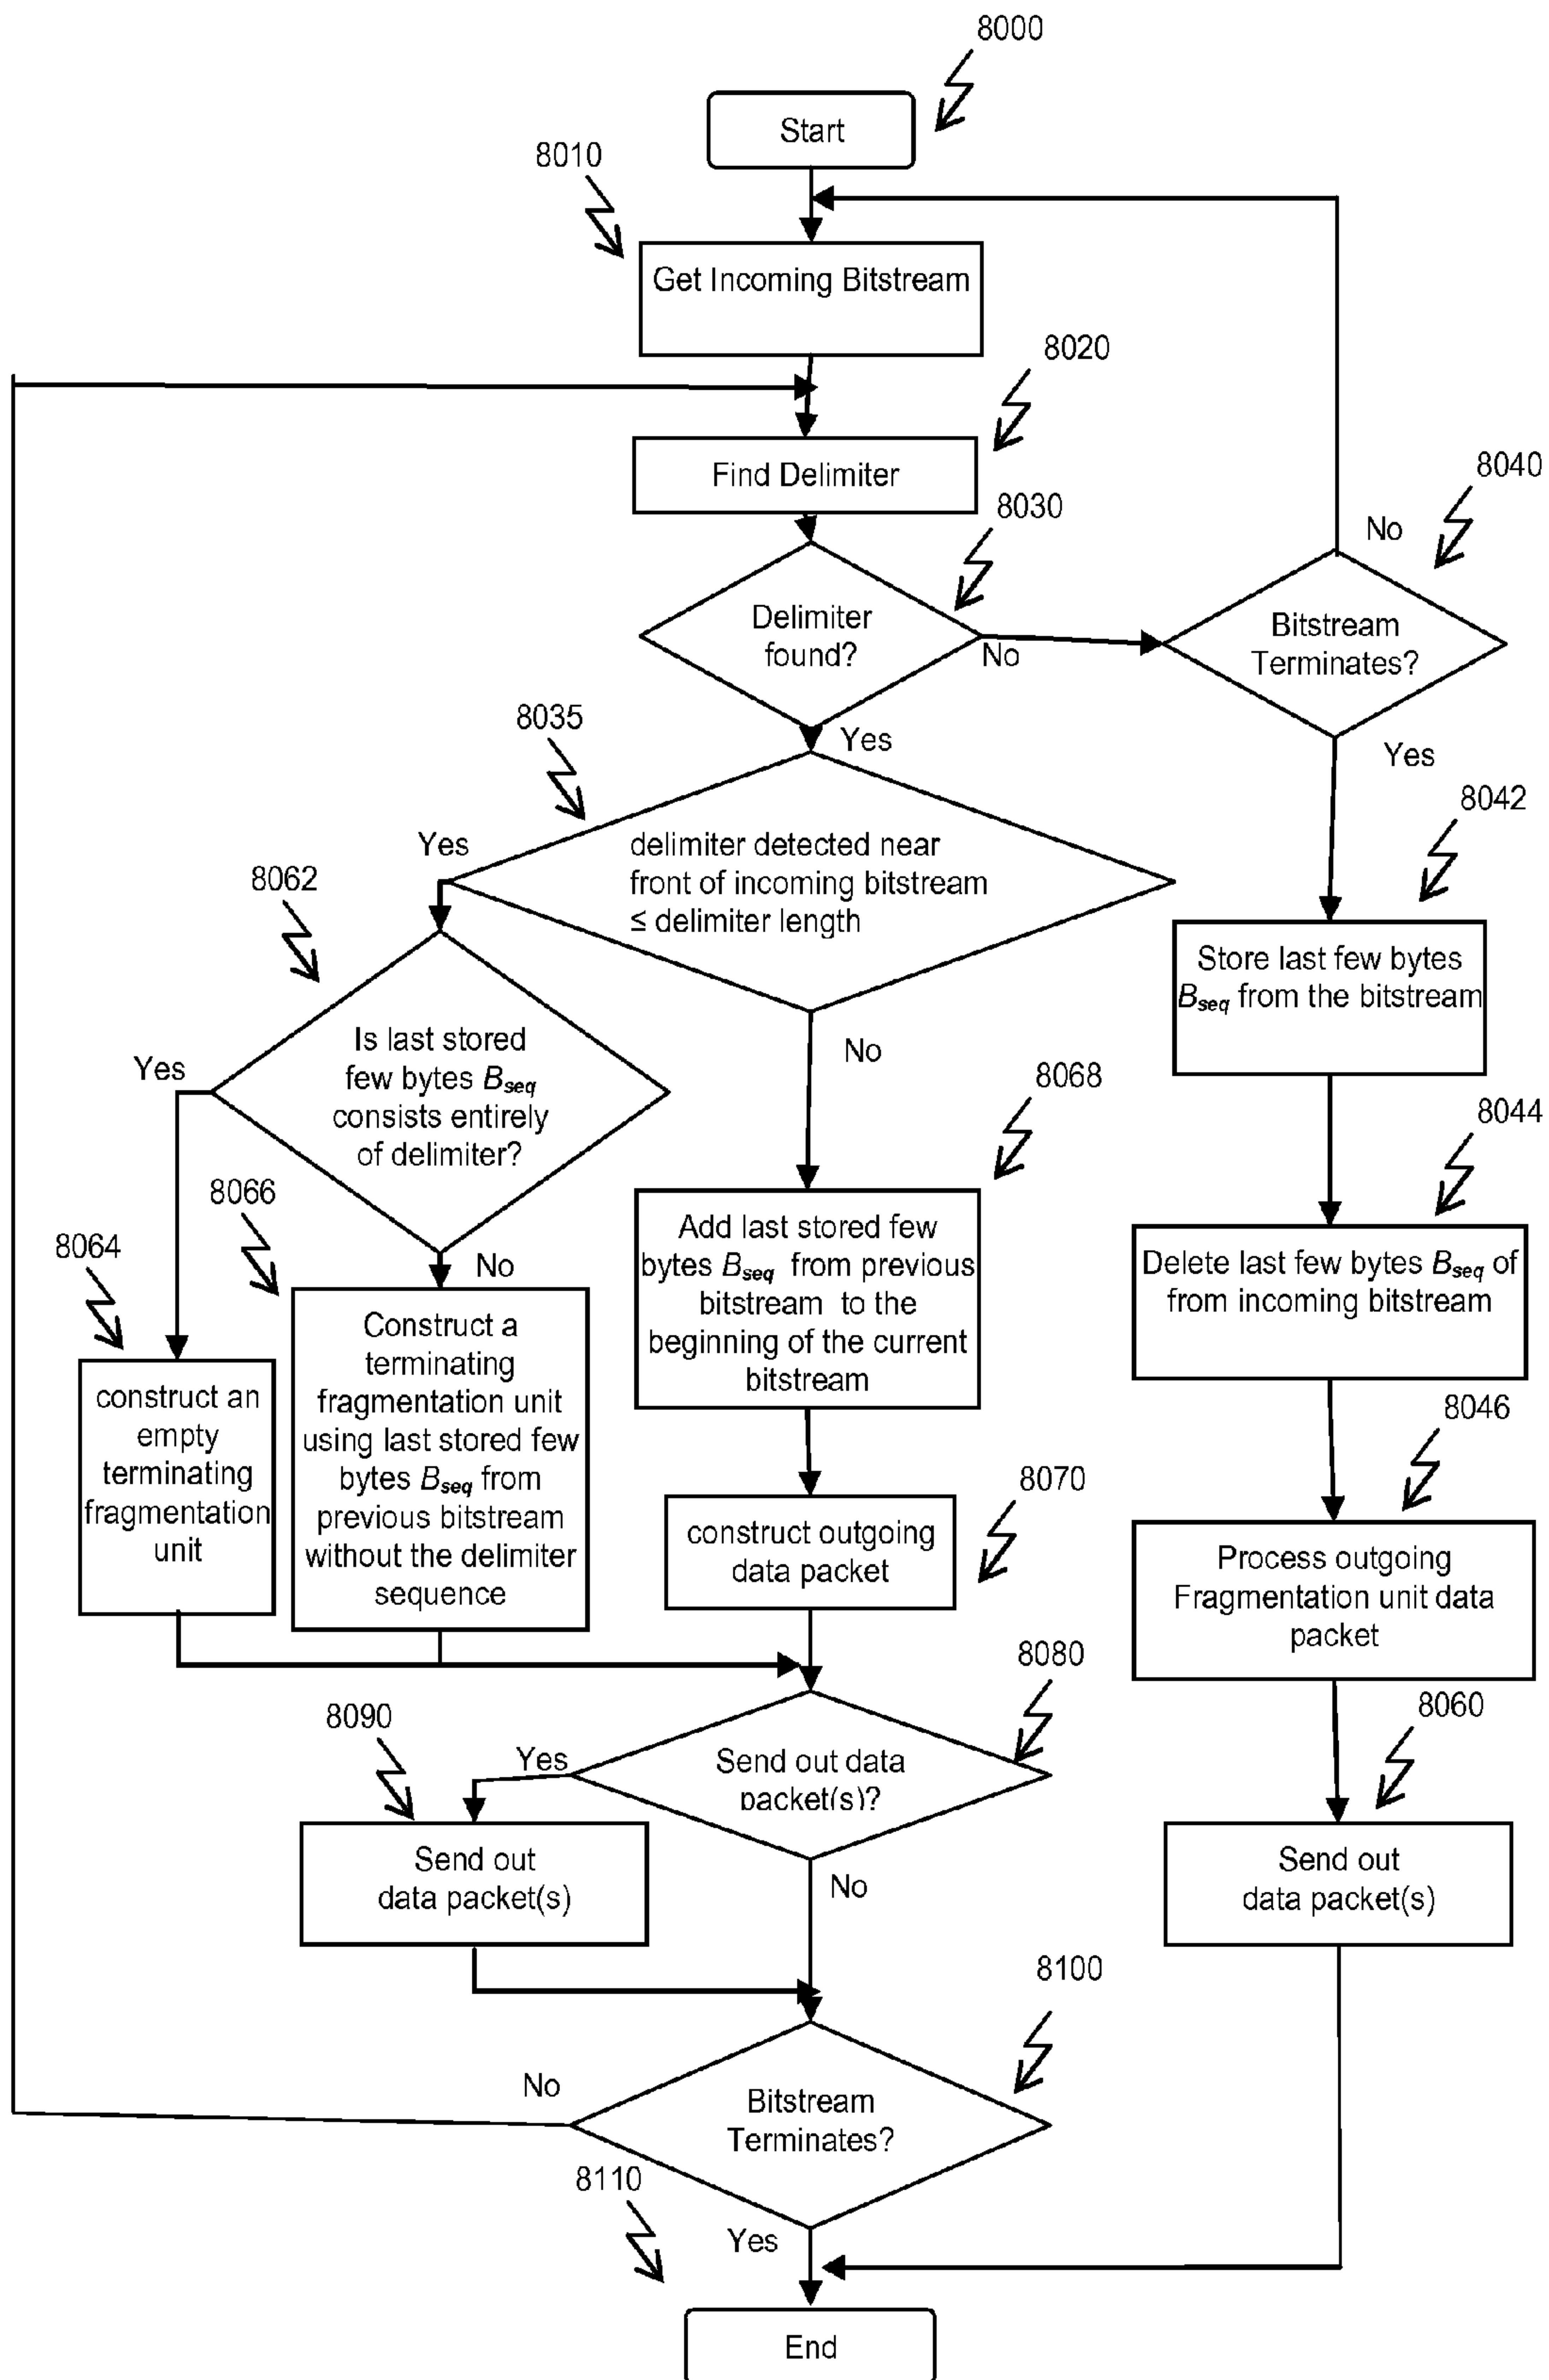 8000
Start
8010
Get Incoming Bitstream
8020
Find Delimiter
8030
8040
No
Delimiter
found?
No
Bitstream
Terminates?
8035
Yes
Yes
8042
Yes
delimiter detected near
front of incoming bitstream
≤ delimiter length
8062
Store last few bytes
Bseq from the bitstream
No
Is last stored
few bytes Bseq
consists entirely
of delimiter?
Yes
8068
8044
8066
8064
No
Add last stored few
bytes Bseq from previous
bitstream to the
beginning of the current
bitstream
Delete last few bytes Bseq of
from incoming bitstream
construct an
empty
terminating
fragmentation
unit
Construct a
terminating
fragmentation unit
using last stored few
bytes Bseq from
previous bitstream
without the delimiter
sequence
8046
8070
construct outgoing
data packet
Process outgoing
Fragmentation unit data
packet
8080
8090
8060
Yes
Send out data
packet(s)?
Send out
data packet(s)
No
Send out
data packet(s)
8100
No
Bitstream
Terminates?
8110
Yes
End